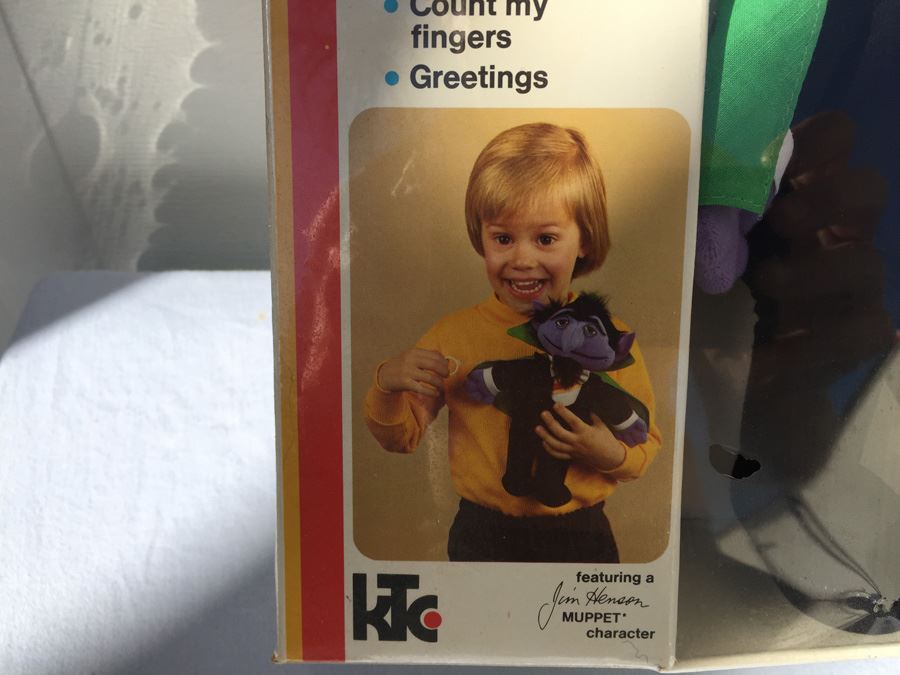 • Count my
fingers
• Greetings
KTC
featuring a
Jim Henson
MUPPET*
character